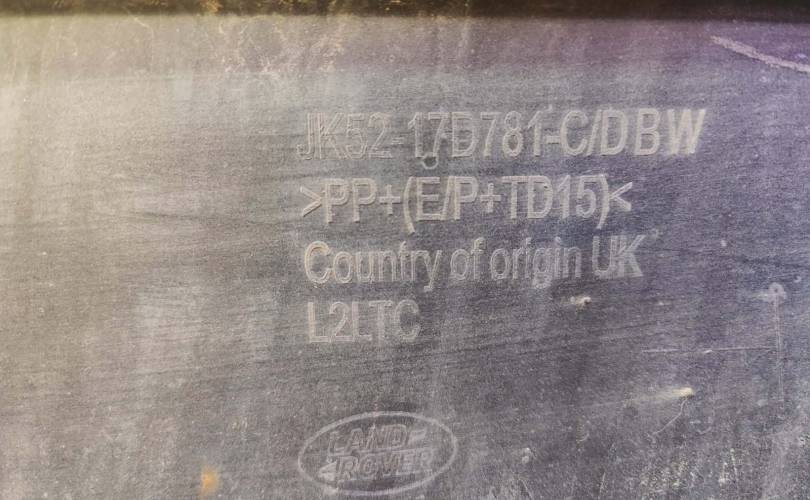 JK52-17D781-C/DBW
>PP+(E/P+TD15)<
Country of origin UK
L2LTC
LAND
ROVER